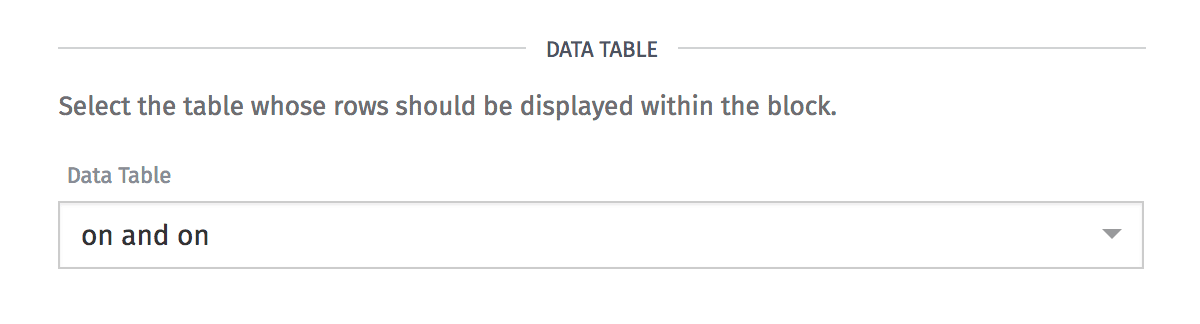 DATA TABLE
Select the table whose rows should be displayed within the block.
Data Table
on and on